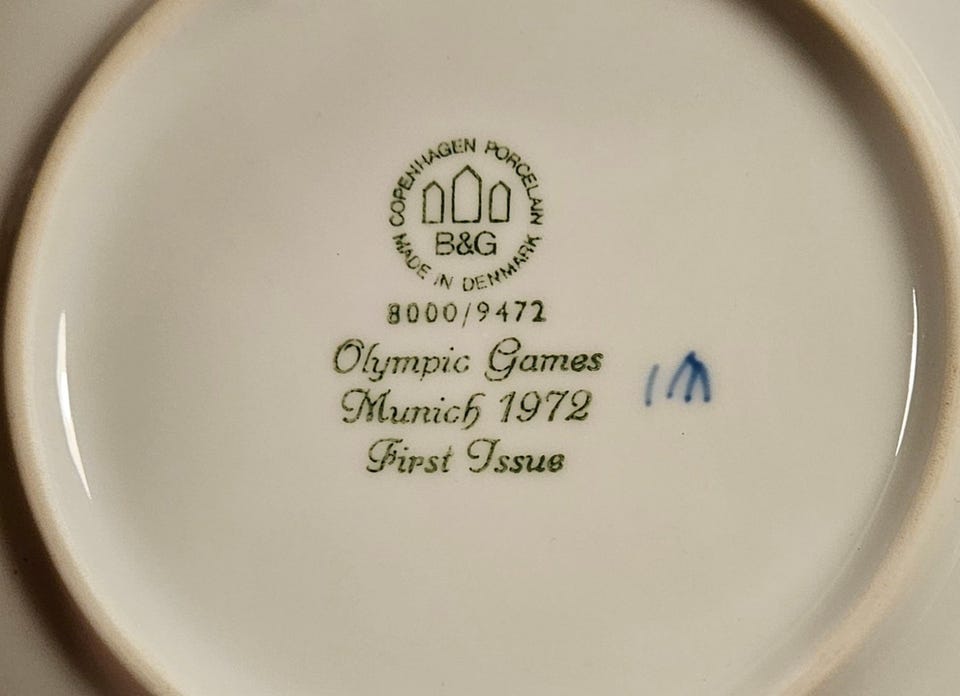 COPENHAGEN PORCELAIN
B&G
MADE IN DENMARK
8000/9472
Olympic Games
Munich 1972
First Issue